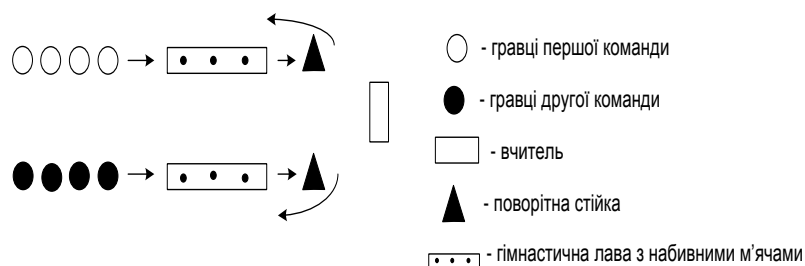 - гравці першої команди
- гравці другої команди
- вчитель
- поворітна стійка
- гімнастична лава з набивними м'ячами